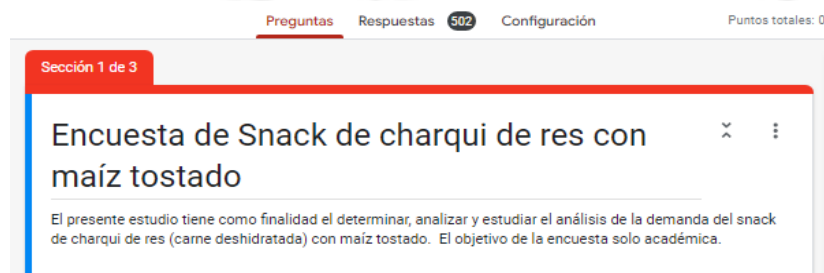 Preguntas Respuestas 502 Configuración Puntos totales: 0
Sección 1 de 3
Encuesta de Snack de charqui de res con
maíz tostado
El presente estudio tiene como finalidad el determinar, analizar y estudiar el análisis de la demanda del snack
de charqui de res (carne deshidratada) con maíz tostado. El objetivo de la encuesta solo académica.